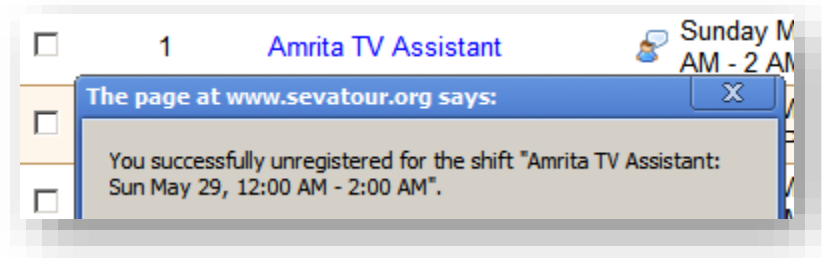 1 Amrita TV Assistant Sunday M
AM - 2 AM
The page at www.sevatour.org says:
You successfully unregistered for the shift "Amrita TV Assistant:
Sun May 29, 12:00 AM - 2:00 AM".